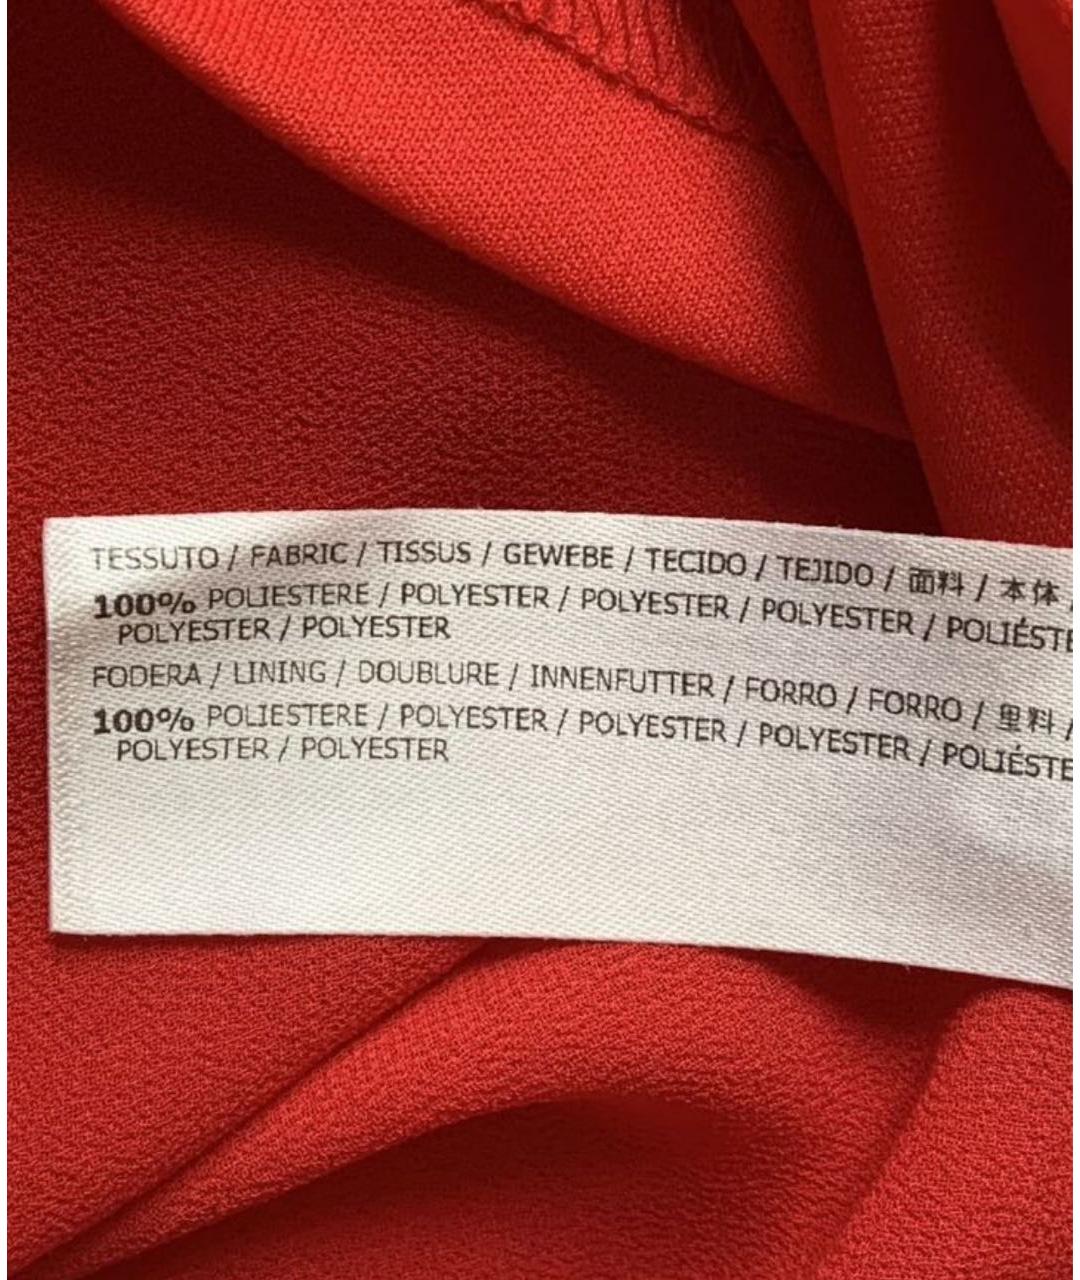 TESSUTO / FABRIC / TISSUS / GEWEBE / TECIDO / TEJIDO / 面料 / 本体 /
100% POLIESTERE / POLYESTER / POLYESTER / POLYESTER / POLIÉSTE
POLYESTER / POLYESTER
FODERA / LINING / DOUBLURE / INNENFUTTER / FORRO / FORRO / 里料 /
100% POLIESTERE / POLYESTER / POLYESTER / POLYESTER / POLIÉSTE
POLYESTER / POLYESTER